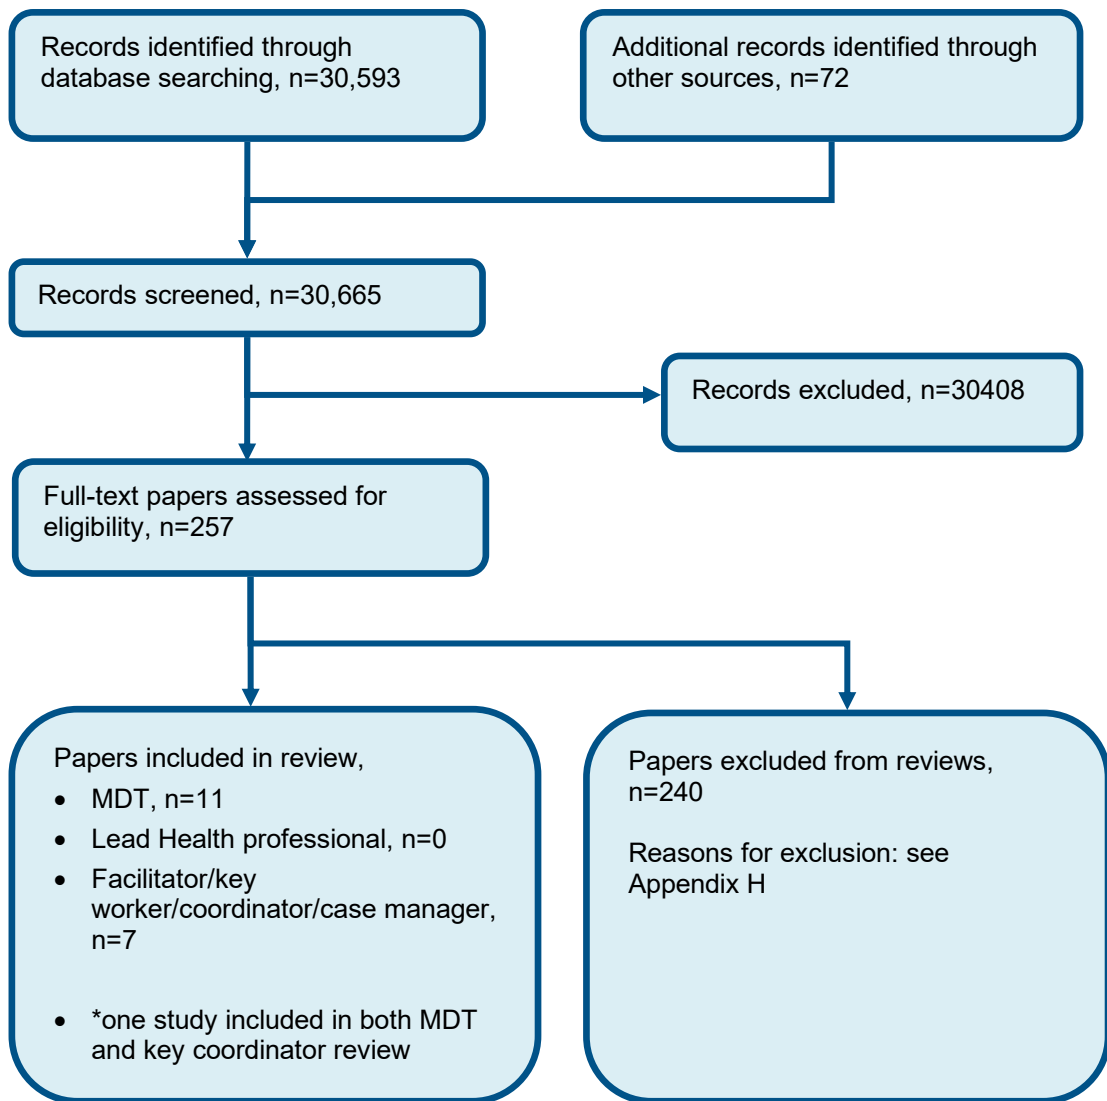 Records identified through
database searching, n=30,593
Additional records identified through
other sources, n=72
Records screened, n=30,665
Records excluded, n=30408
Full-text papers assessed for
eligibility, n=257
Papers included in review,
• MDT, n=11
• Lead Health professional, n=0
• Facilitator/key
worker/coordinator/case manager,
n=7
• *one study included in both MDT
and key coordinator review
Papers excluded from reviews,
n=240
Reasons for exclusion: see
Appendix H